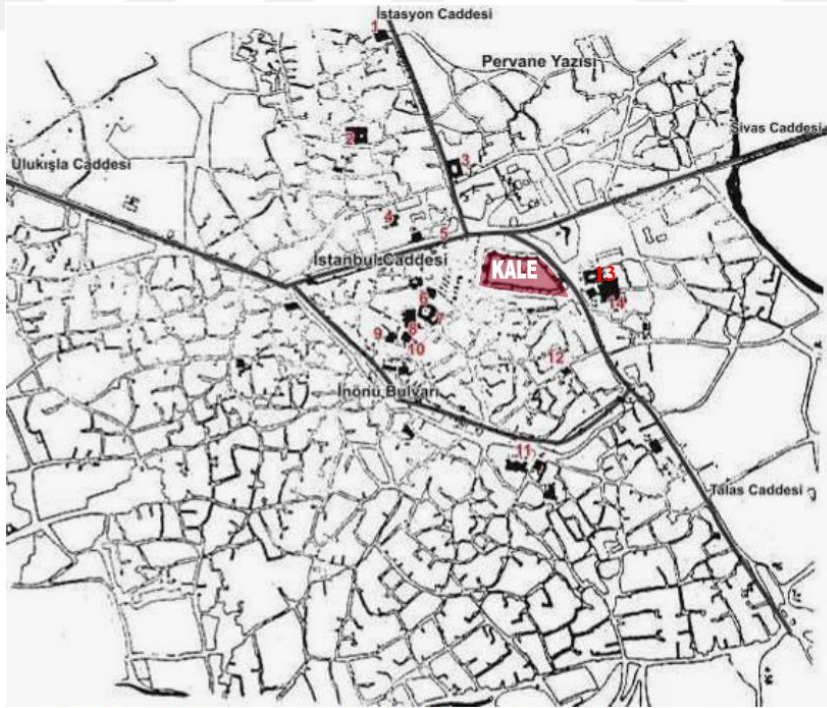 İstasyon Caddesi
1
Pervane Yazısı
Sivas Caddesi
2
3
Ulukışla Caddesi
4
5
İstanbul Caddesi
KALE
13
6
14
7
8
9
10
12
İnönü Bulvarı
11
Talas Caddesi